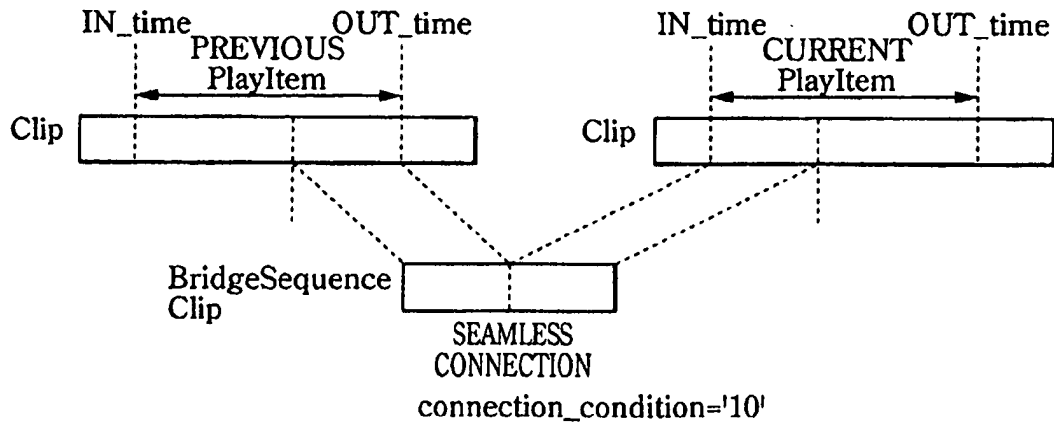 IN_time OUT_time IN_time OUT_time
PREVIOUS CURRENT
PlayItem PlayItem
Clip Clip
BridgeSequence
Clip
SEAMLESS
CONNECTION
connection_condition='10'